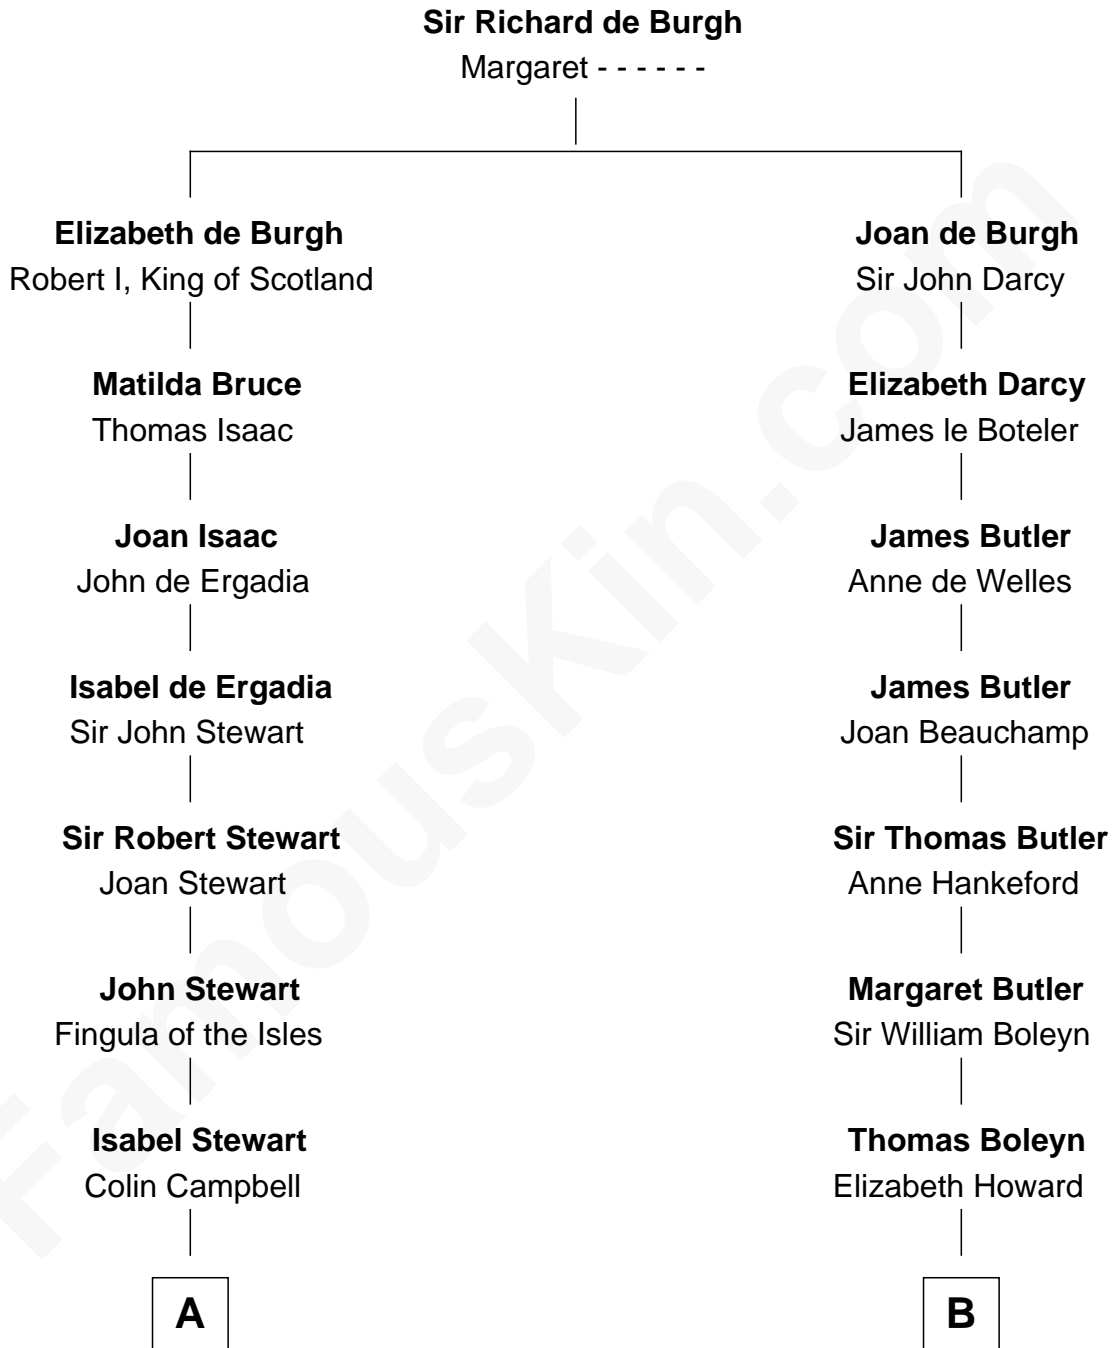 Sir Richard de Burgh
Margaret - - - - - -
Elizabeth de Burgh
Robert I, King of Scotland
Joan de Burgh
Sir John Darcy
Matilda Bruce
Thomas Isaac
Elizabeth Darcy
James le Boteler
Joan Isaac
John de Ergadia
James Butler
Anne de Welles
Isabel de Ergadia
Sir John Stewart
James Butler
Joan Beauchamp
Sir Robert Stewart
Joan Stewart
Sir Thomas Butler
Anne Hankeford
John Stewart
Fingula of the Isles
Margaret Butler
Sir William Boleyn
Isabel Stewart
Colin Campbell
Thomas Boleyn
Elizabeth Howard
A
B
FamousKin.com